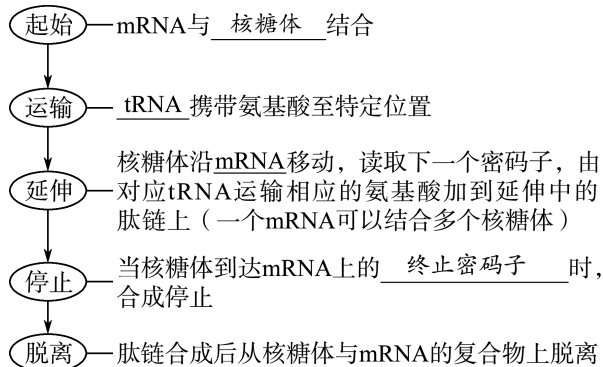 起始 mRNA与 核糖体 结合
运输 tRNA 携带氨基酸至特定位置
核糖体沿mRNA移动，读取下一个密码子，由
延伸 对应tRNA运输相应的氨基酸加到延伸中的
肽链上（一个mRNA可以结合多个核糖体）
当核糖体到达mRNA上的 终止密码子 时，
停止
合成停止
脱离 肽链合成后从核糖体与mRNA的复合物上脱离